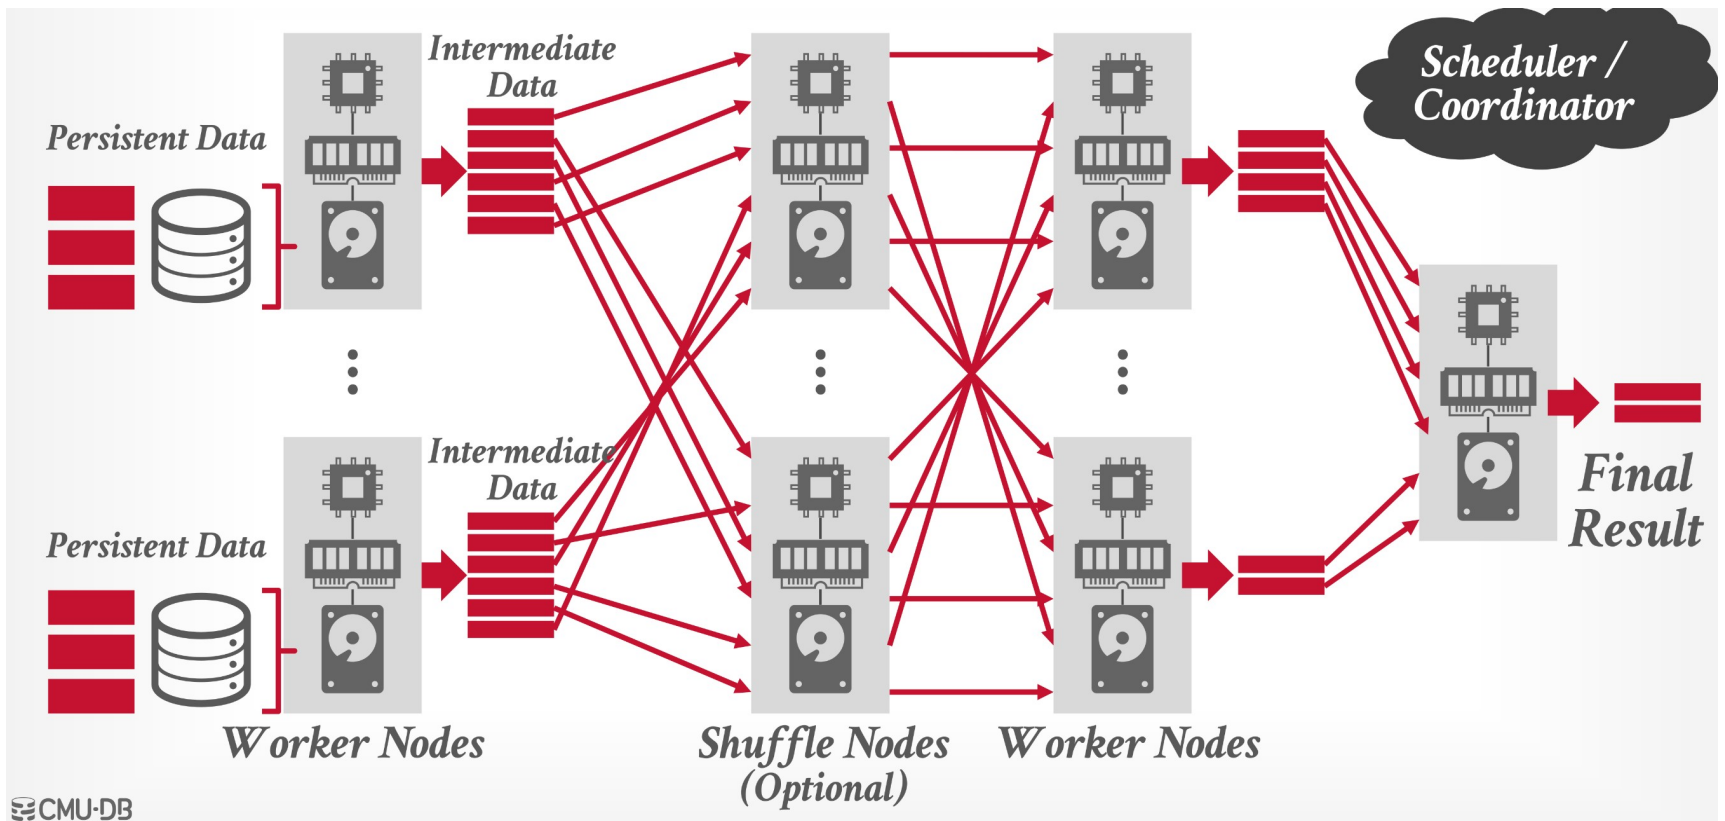 Intermediate
Data
Scheduler /
Coordinator
Persistent Data
Intermediate
Data
Persistent Data
Final
Result
Worker Nodes
Shuffle Nodes
(Optional)
Worker Nodes
CMU·DB